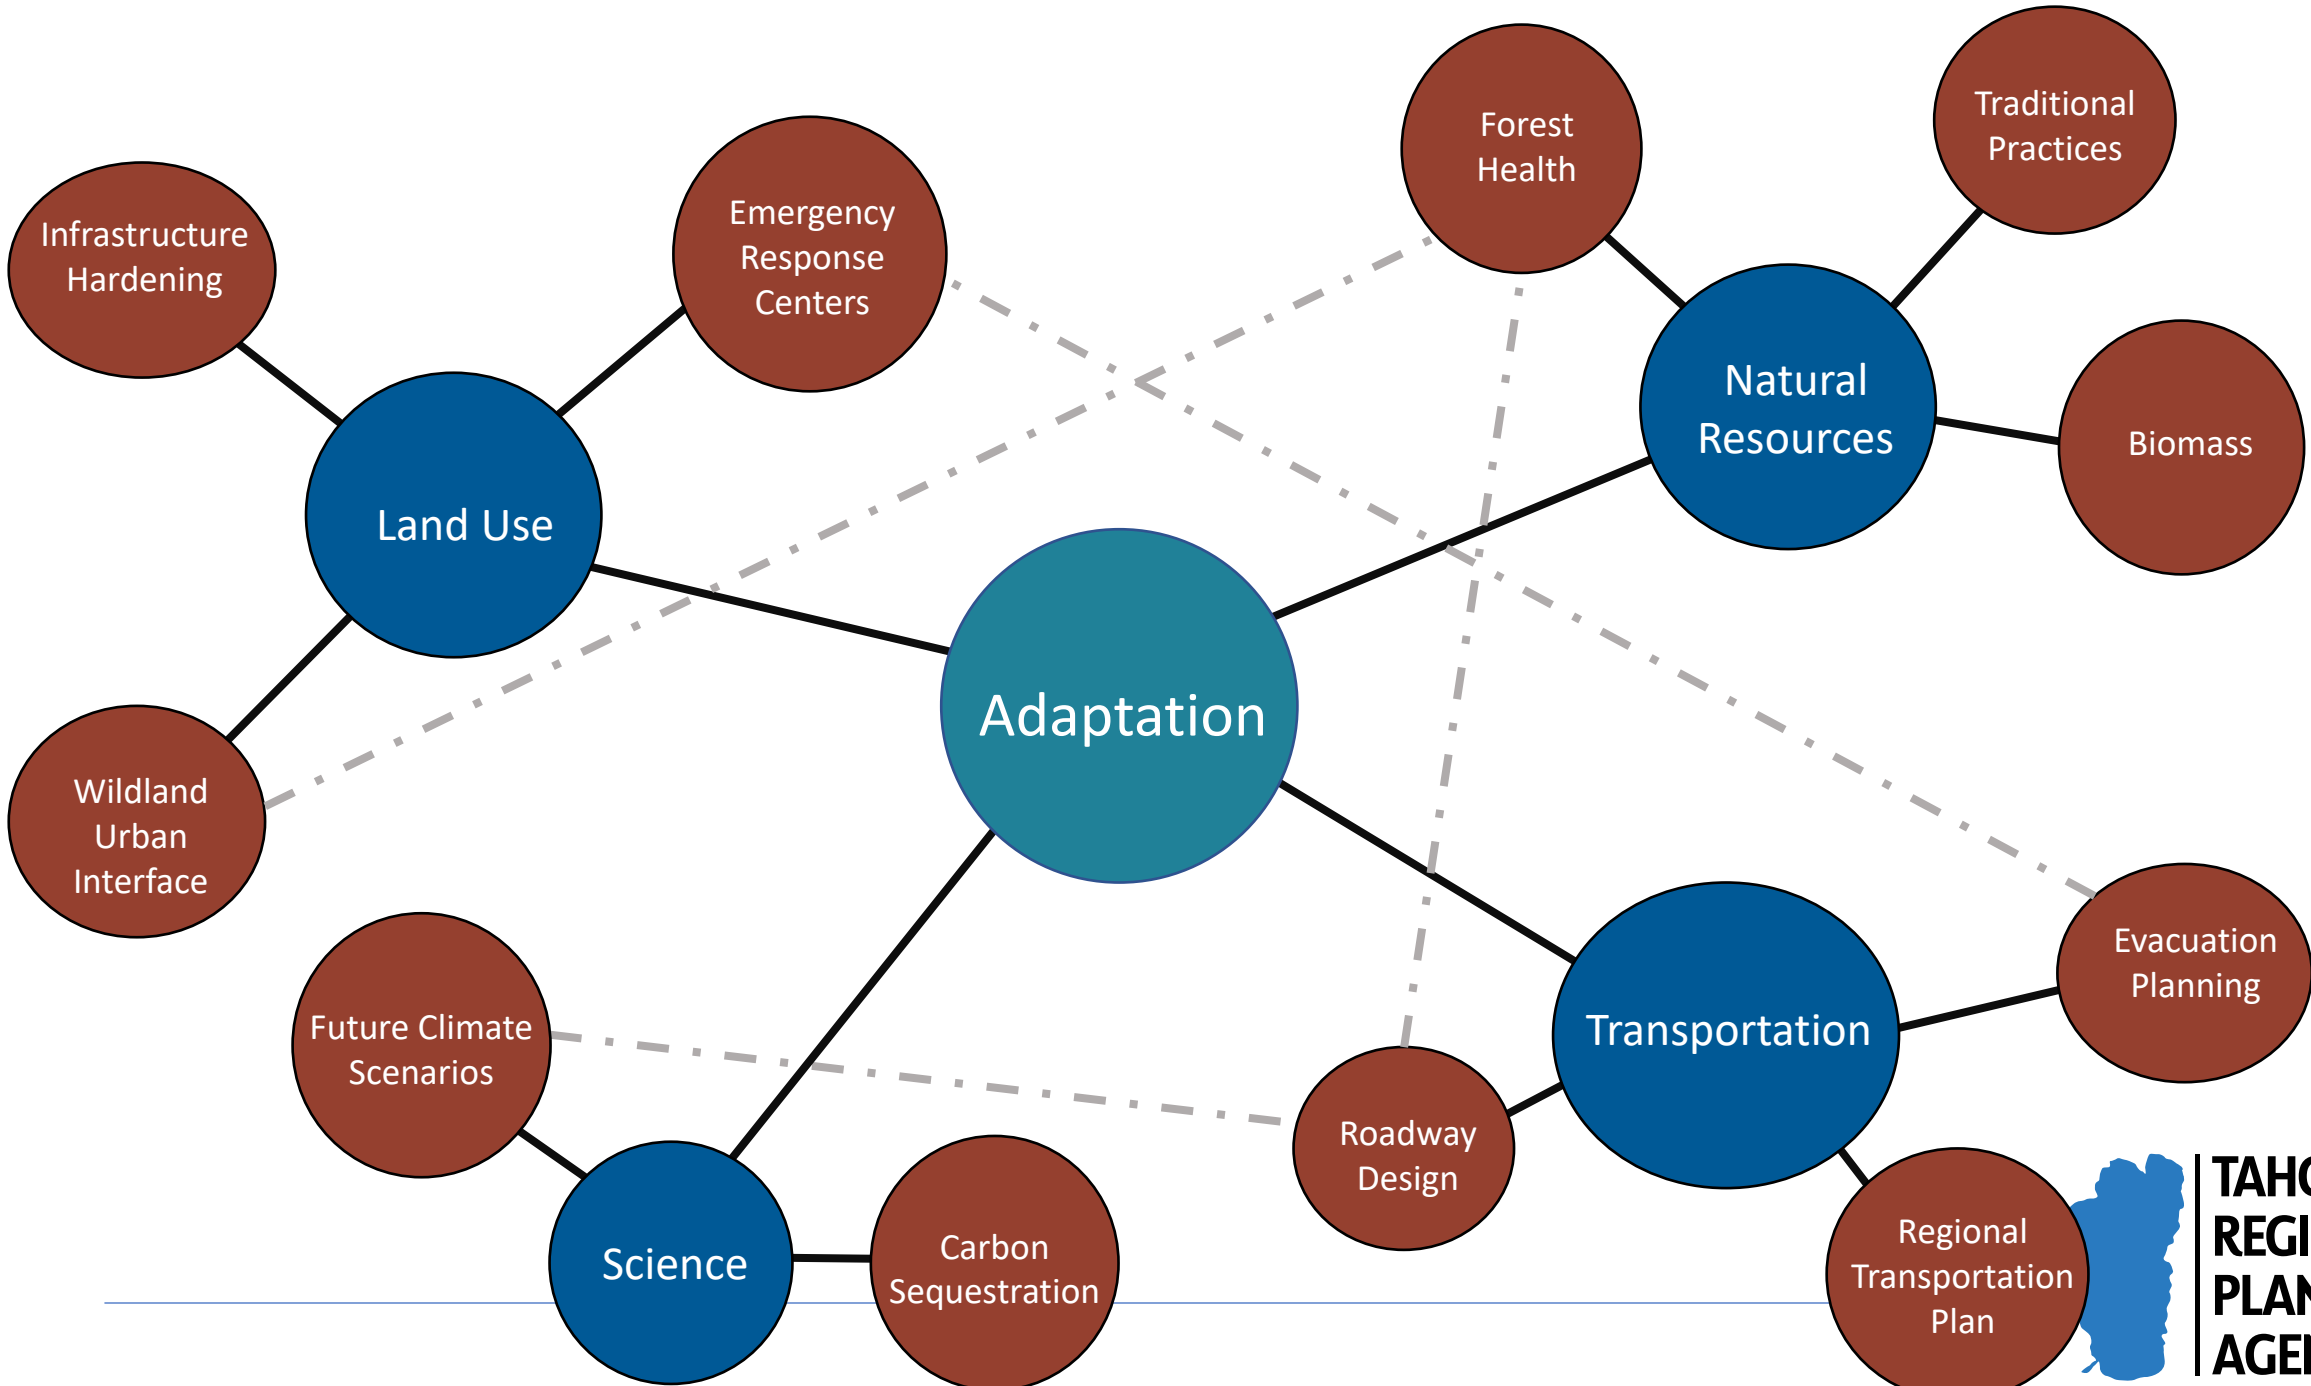 Infrastructure
Hardening
Emergency
Response
Centers
Forest
Health
Traditional
Practices
Land Use
Natural
Resources
Biomass
Adaptation
Wildland
Urban
Interface
Future Climate
Scenarios
Science
Carbon
Sequestration
Roadway
Design
Transportation
Evacuation
Planning
Regional
Transportation
Plan